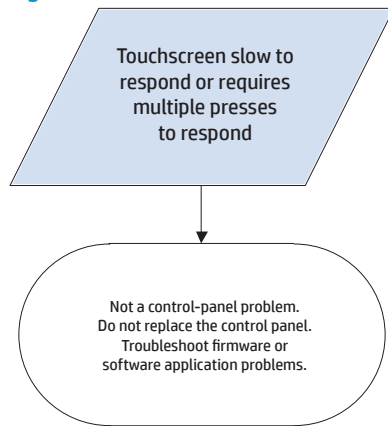 Touchscreen slow to
respond or requires
multiple presses
to respond
Not a control-panel problem.
Do not replace the control panel.
Troubleshoot firmware or
software application problems.